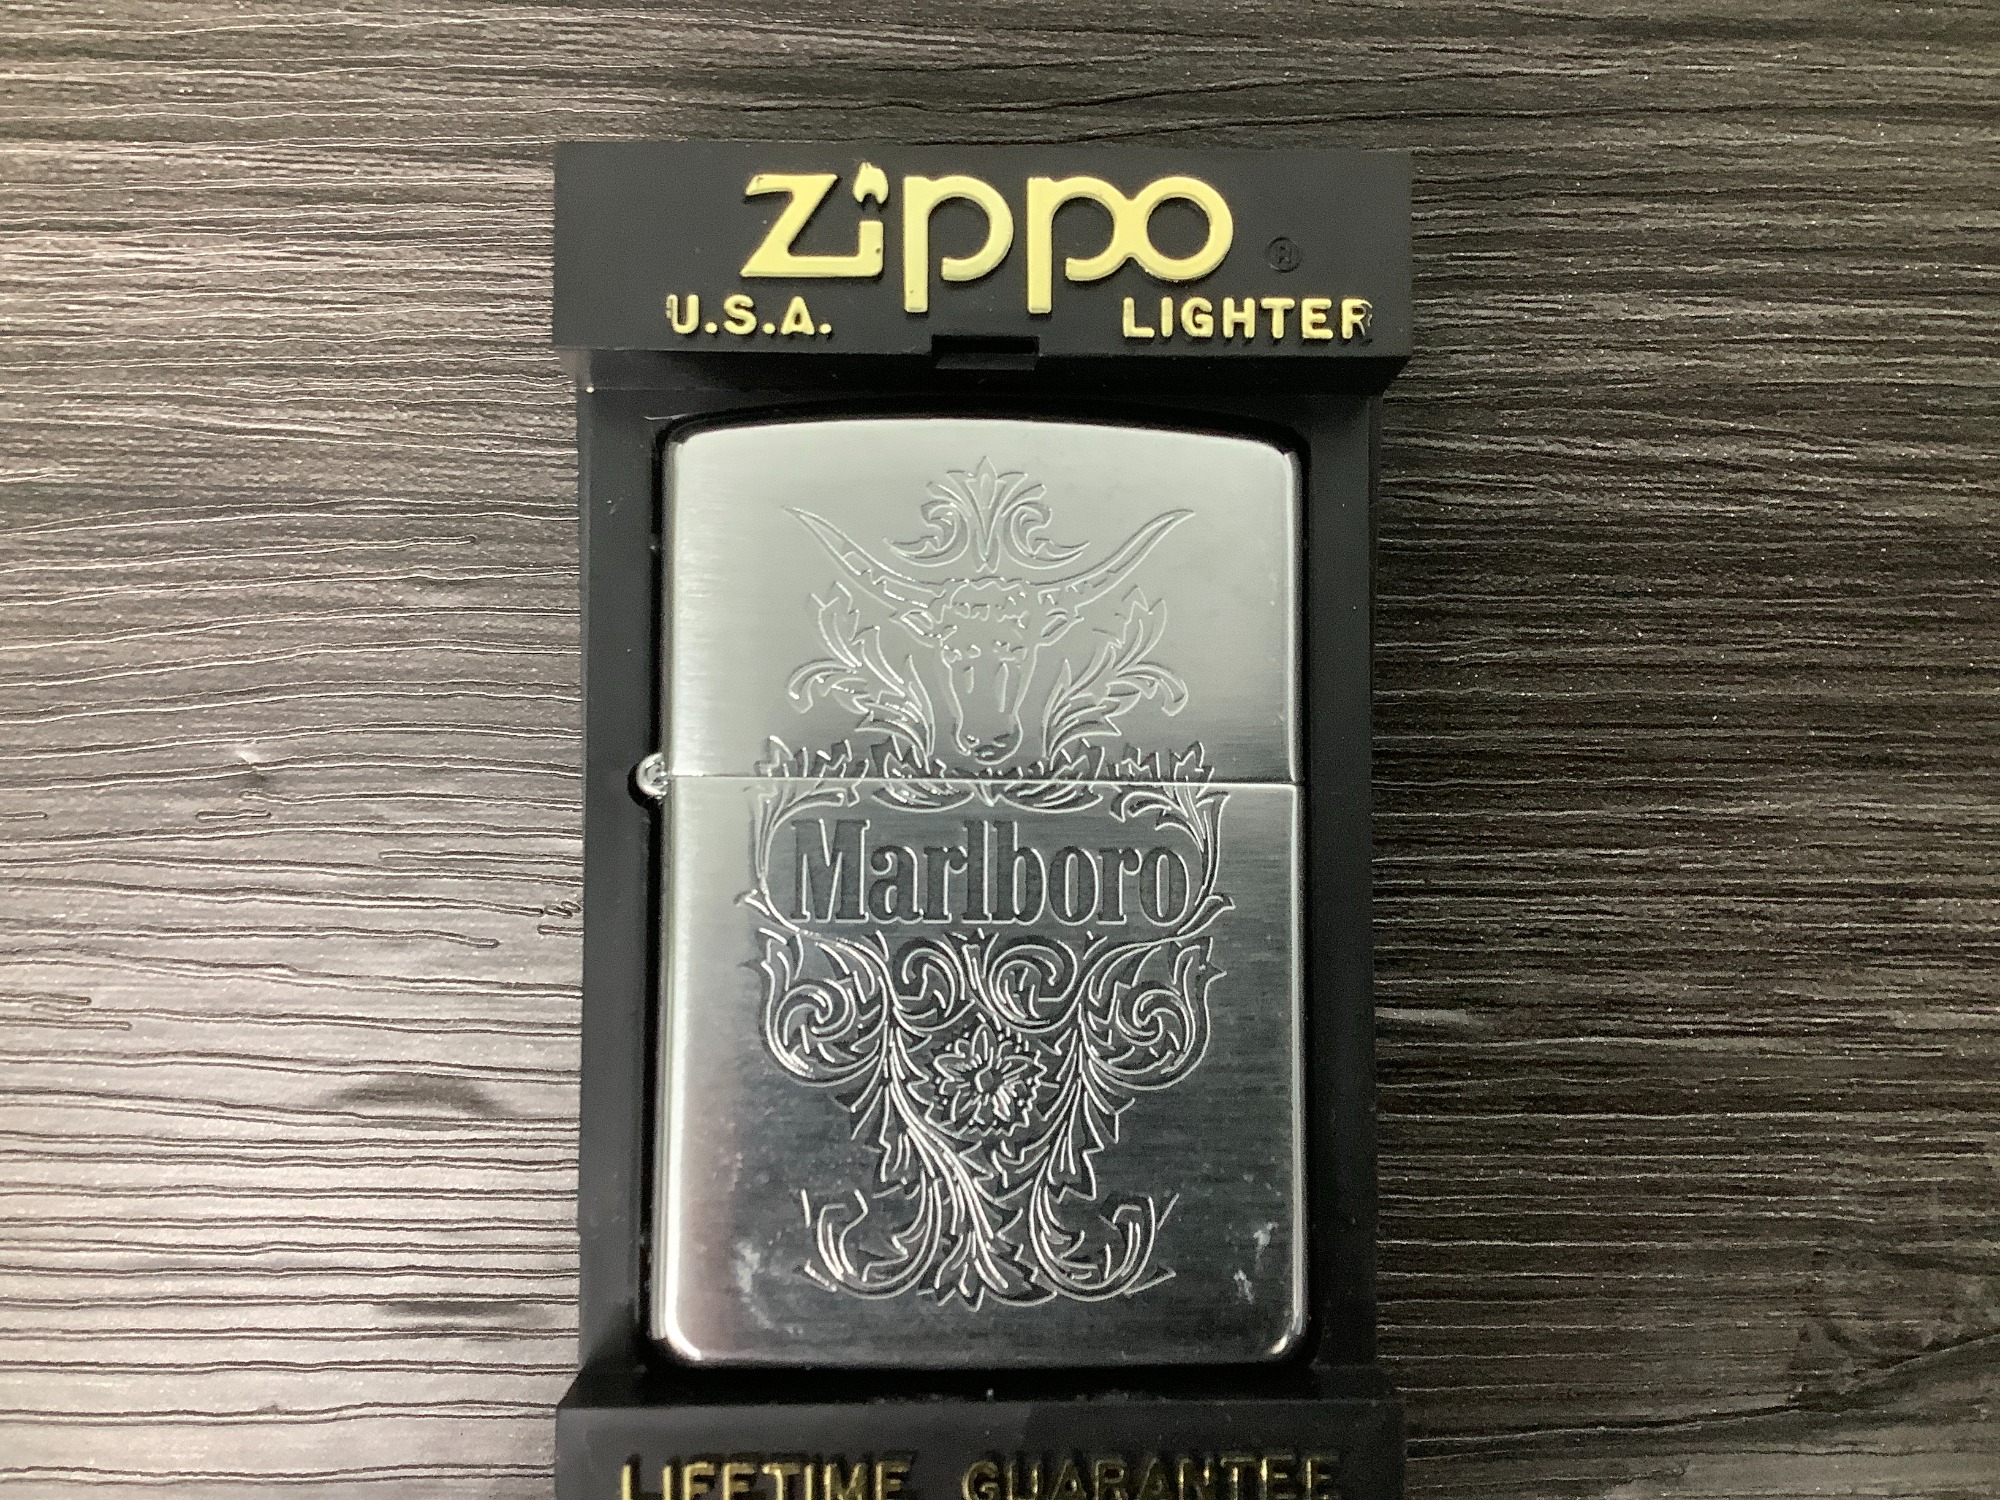 Zippo ®
U.S.A. LIGHTER
Marlboro
LIFETIME GUARANTEE